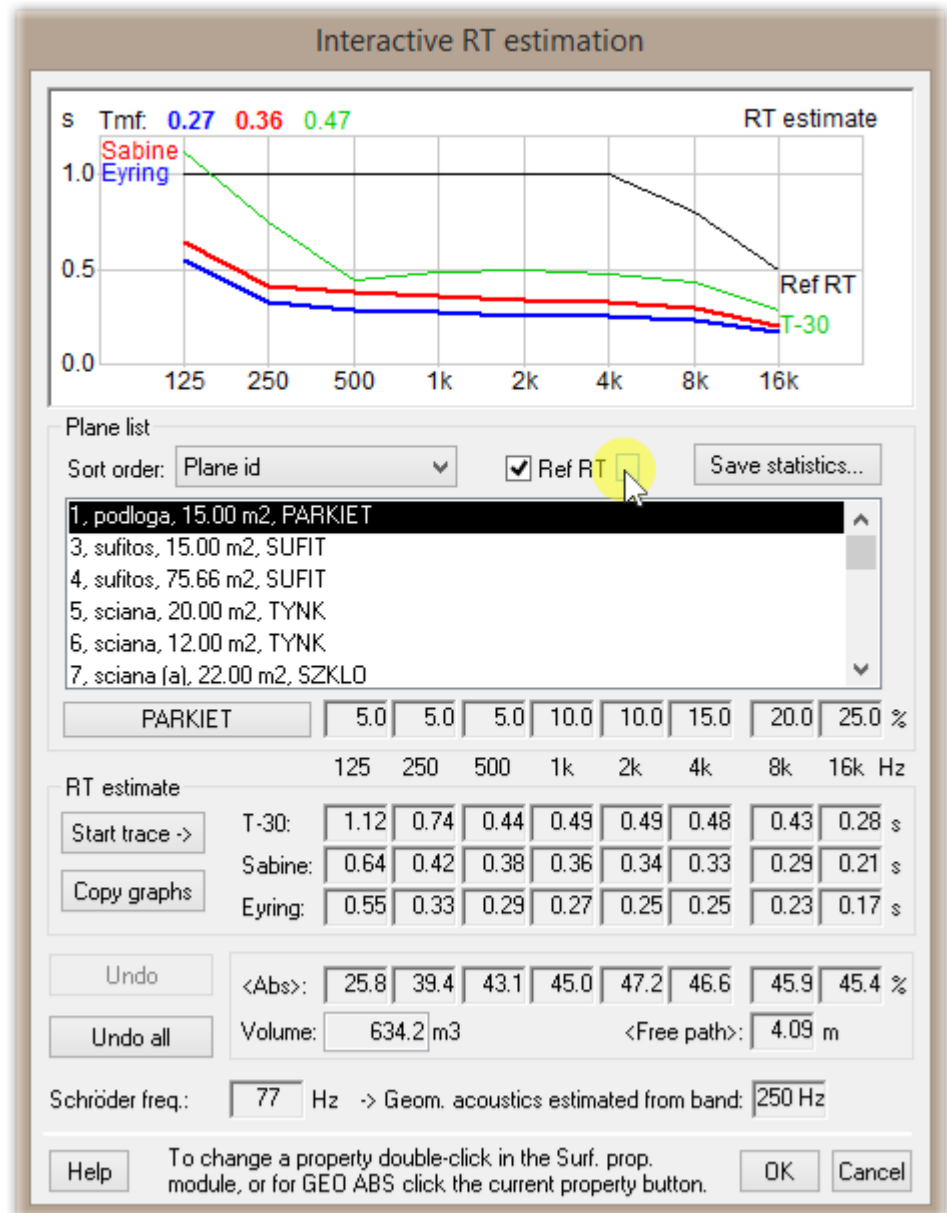 Interactive RT estimation
s Tmf: 0.27 0.36 0.47 RT estimate
Sabine
1.0 Eyring
0.5
Ref RT
T-30
0.0
125 250 500 1k 2k 4k 8k 16k
Plane list
Sort order: Plane id Ref RT Save statistics...
1, podloga, 15.00 m2, PARKIET
3, sufitos, 15.00 m2, SUFIT
4, sufitos, 75.66 m2, SUFIT
5, sciana, 20.00 m2, TYNK
6, sciana, 12.00 m2, TYNK
7, sciana (a), 22.00 m2, SZKLO
PARKIET 5.0 5.0 5.0 10.0 10.0 15.0 20.0 25.0 %
125 250 500 1k 2k 4k 8k 16k Hz
RT estimate
Start trace -> T-30: 1.12 0.74 0.44 0.49 0.49 0.48 0.43 0.28 s
Sabine: 0.64 0.42 0.38 0.36 0.34 0.33 0.29 0.21 s
Copy graphs
Eyring: 0.55 0.33 0.29 0.27 0.25 0.25 0.23 0.17 s
Undo <Abs>: 25.8 39.4 43.1 45.0 47.2 46.6 45.9 45.4 %
Undo all Volume: 634.2 m3 <Free path>: 4.09 m
Schröder freq.: 77 Hz -> Geom. acoustics estimated from band: 250 Hz
Help To change a property double-click in the Surf. prop.
module, or for GEO ABS click the current property button. OK Cancel